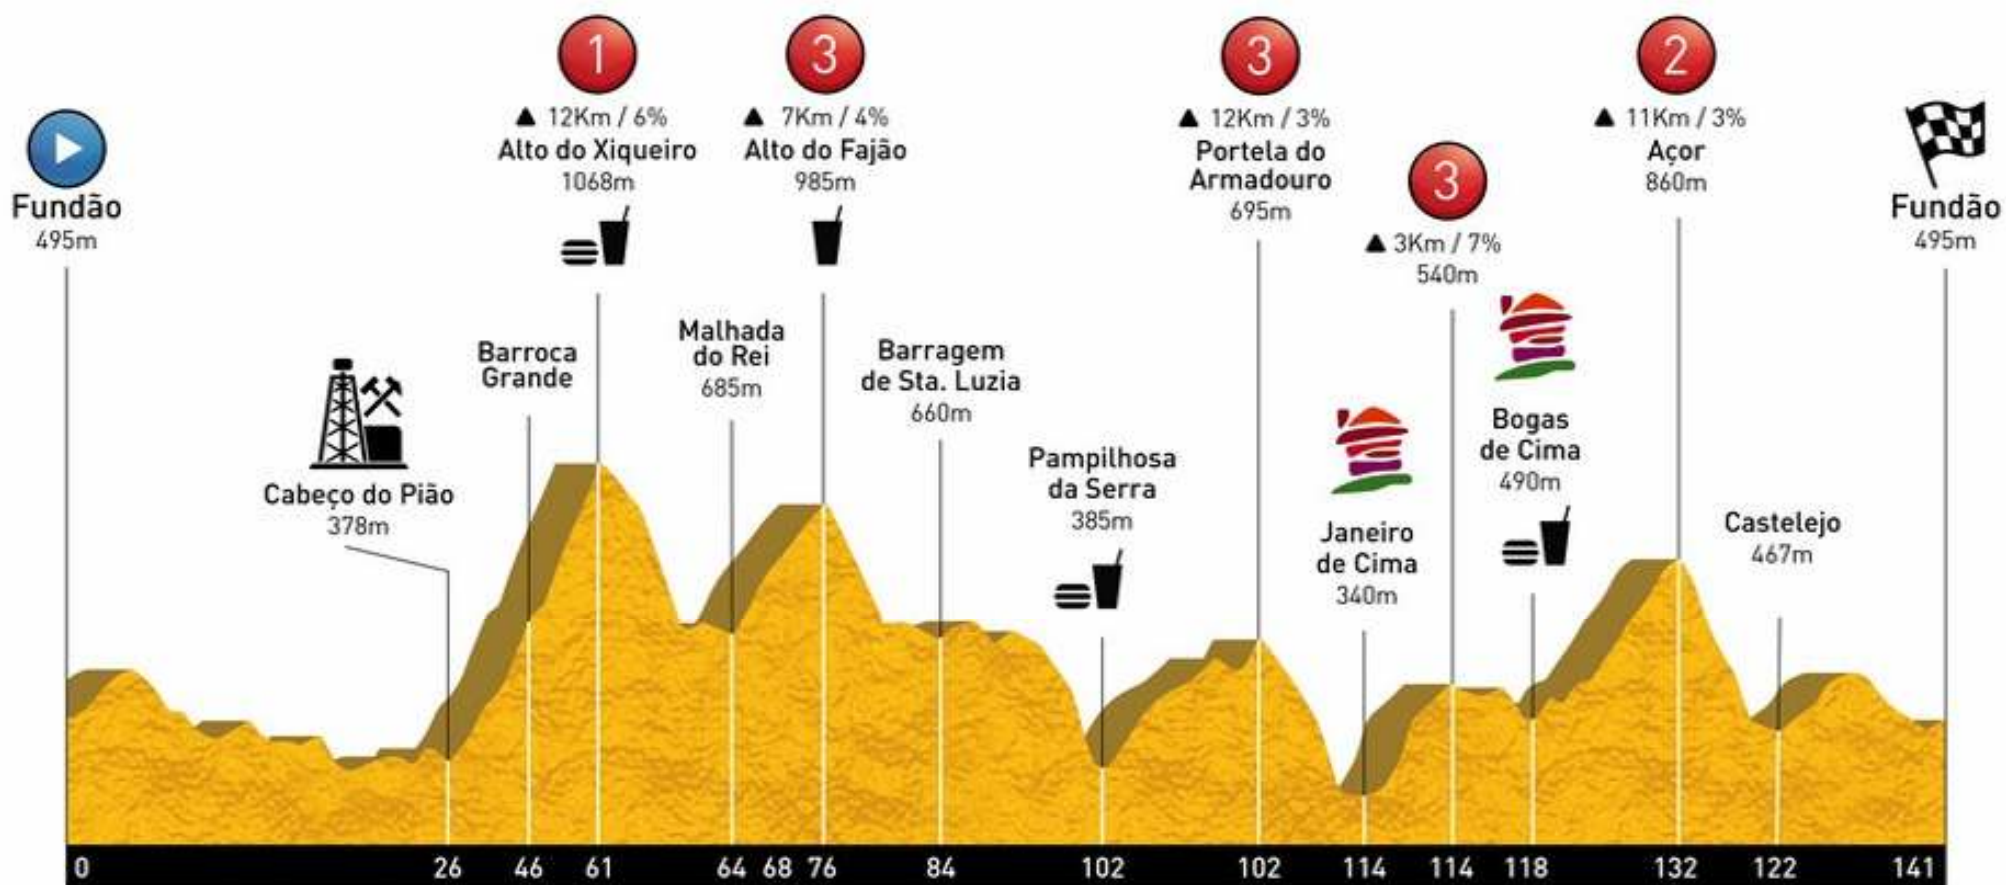 Fundão
495m
Cabeço do Pião
378m
Barroca
Grande
1
12Km / 6%
Alto do Xiqueiro
1068m
Malhada
do Rei
685m
3
7Km / 4%
Alto do Fajão
985m
Barragem
de Sta. Luzia
660m
Pampilhosa
da Serra
385m
3
12Km / 3%
Portela do
Armadouro
695m
Janeiro
de Cima
340m
3
3Km / 7%
540m
Bogas
de Cima
490m
2
11Km / 3%
Açor
860m
Castelejo
467m
Fundão
495m
0 26 46 61 64 68 76 84 102 102 114 114 118 132 122 141